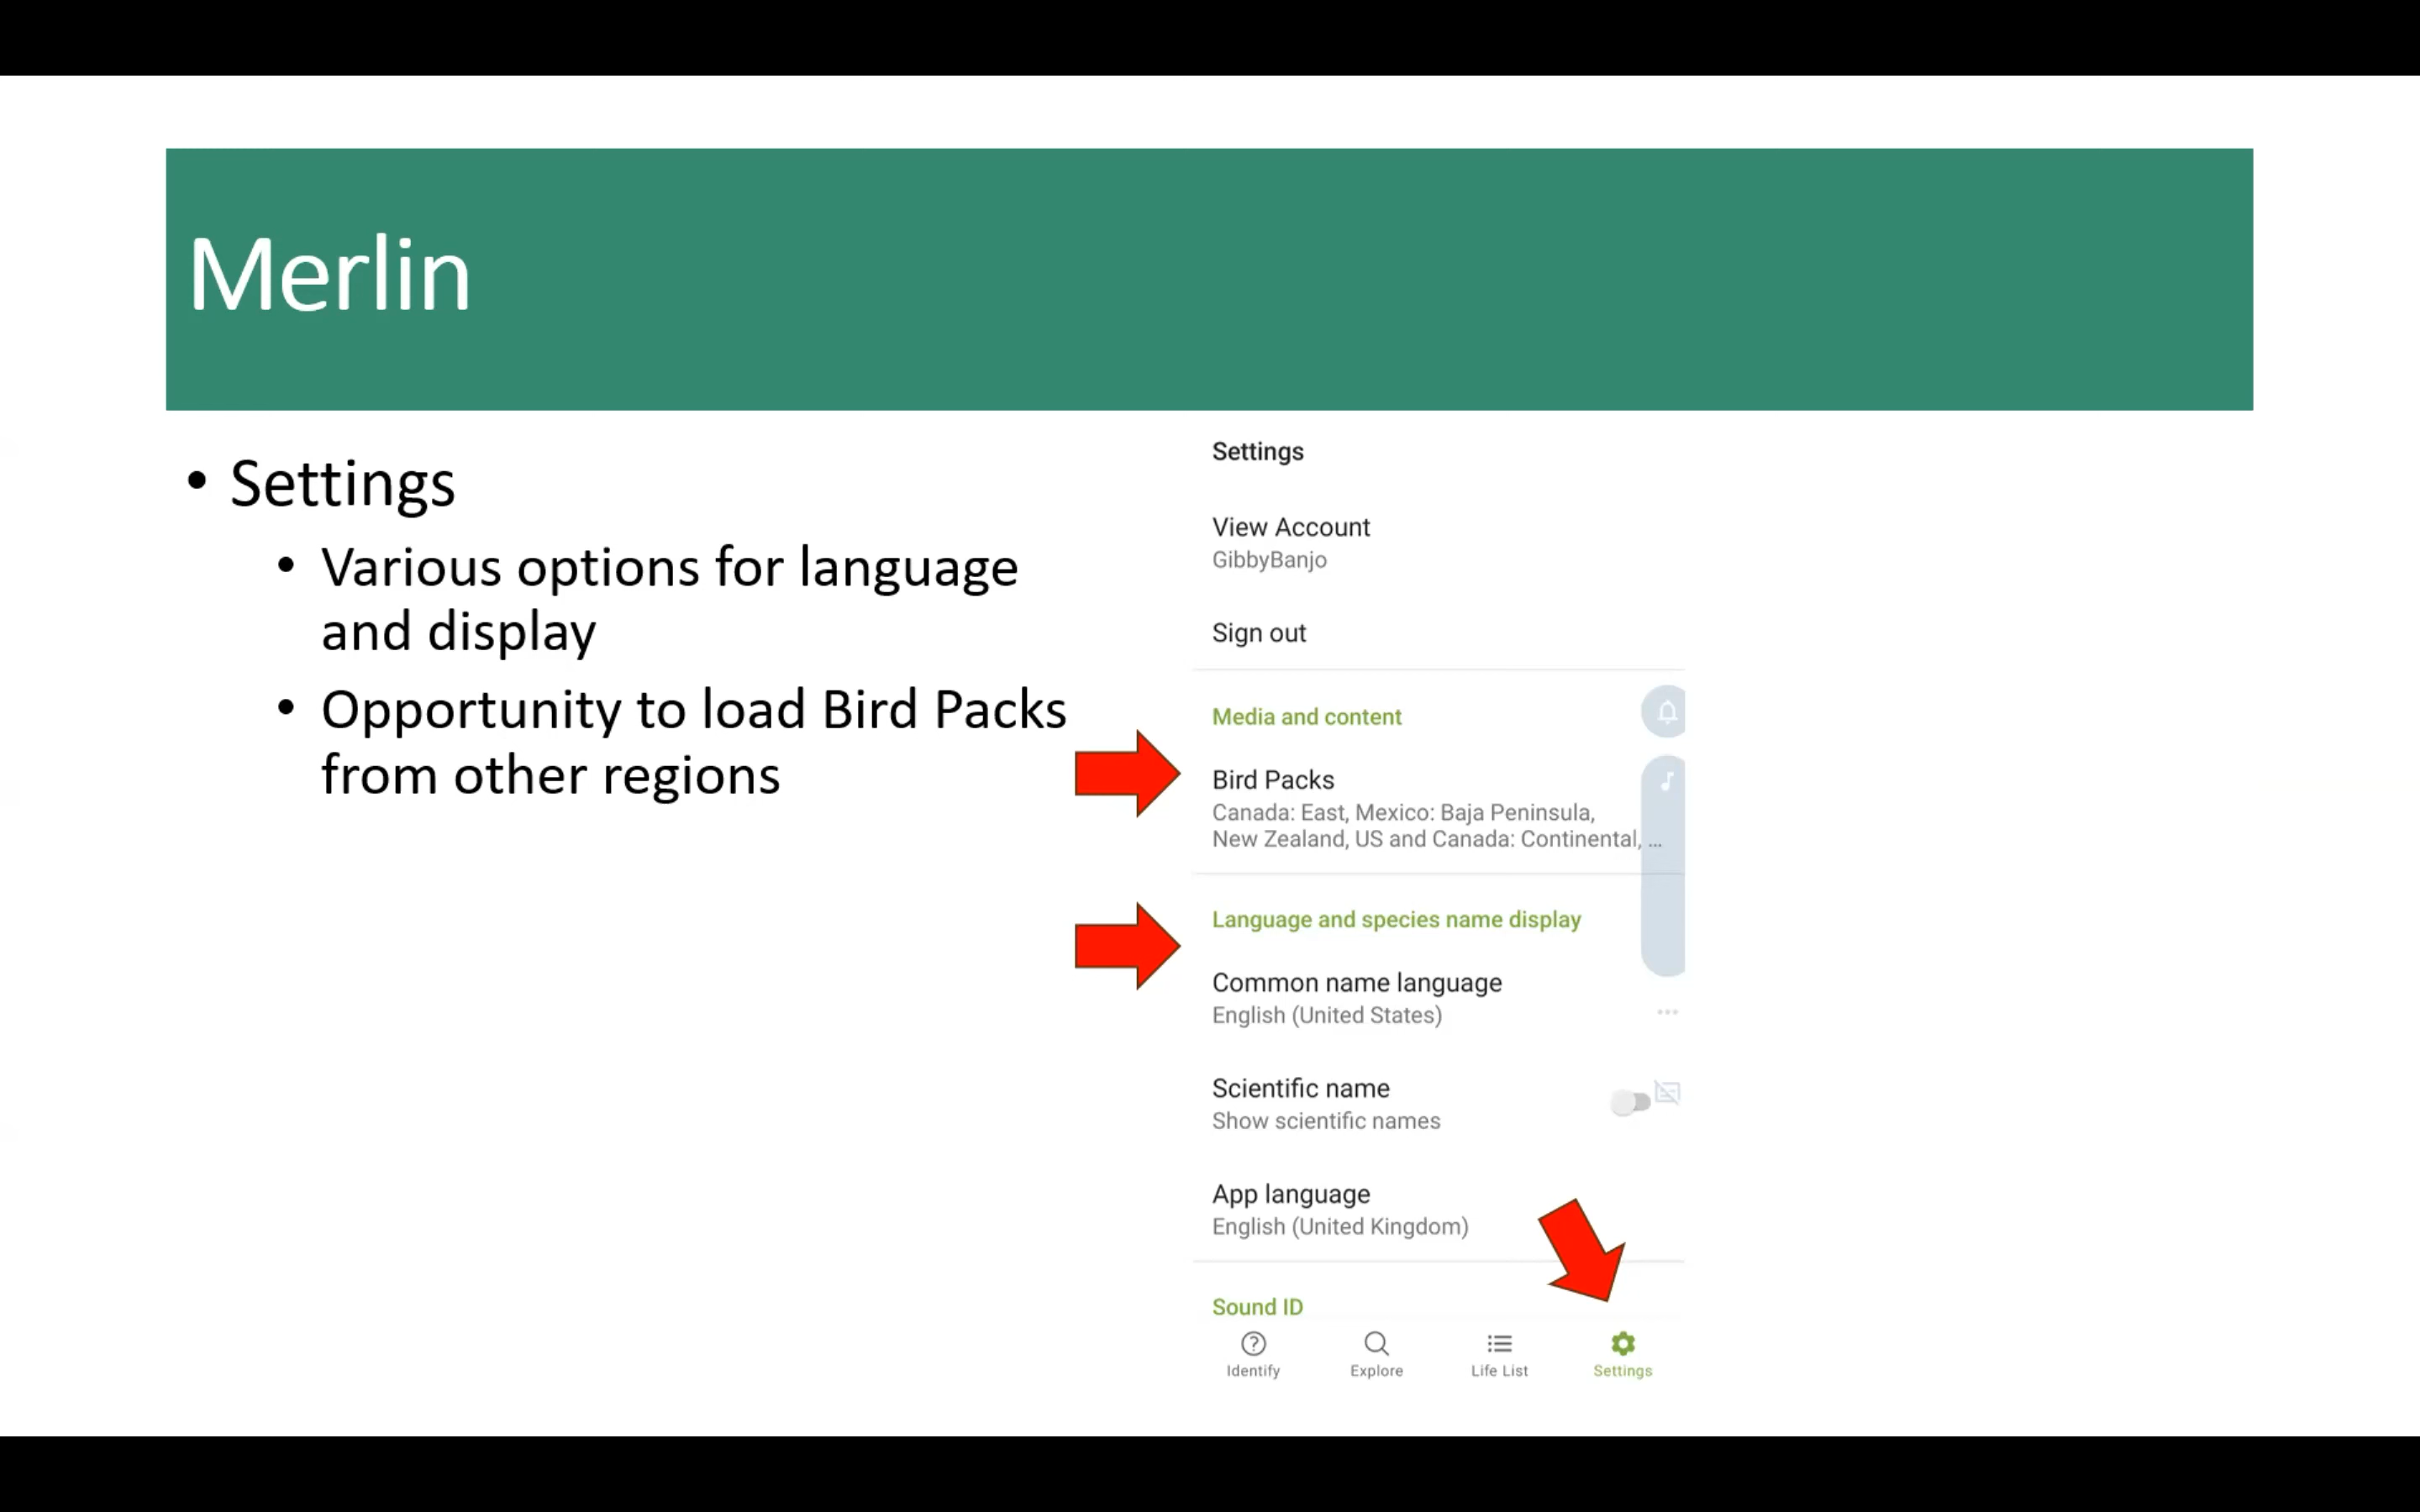 Merlin
• Settings
• Various options for language
and display
• Opportunity to load Bird Packs
from other regions
Settings
View Account
GibbyBanjo
Sign out
Media and content
Bird Packs
Canada: East, Mexico: Baja Peninsula,
New Zealand, US and Canada: Continental, ...
Language and species name display
Common name language
English (United States)
Scientific name
Show scientific names
App language
English (United Kingdom)
Sound ID
Identify
Explore
Life List
Settings